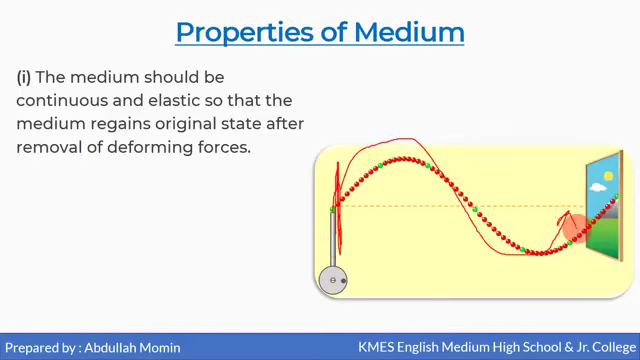 Properties of Medium
(i) The medium should be
continuous and elastic so that the
medium regains original state after
removal of deforming forces.
Prepared by : Abdullah Momin
KMES English Medium High School & Jr. College